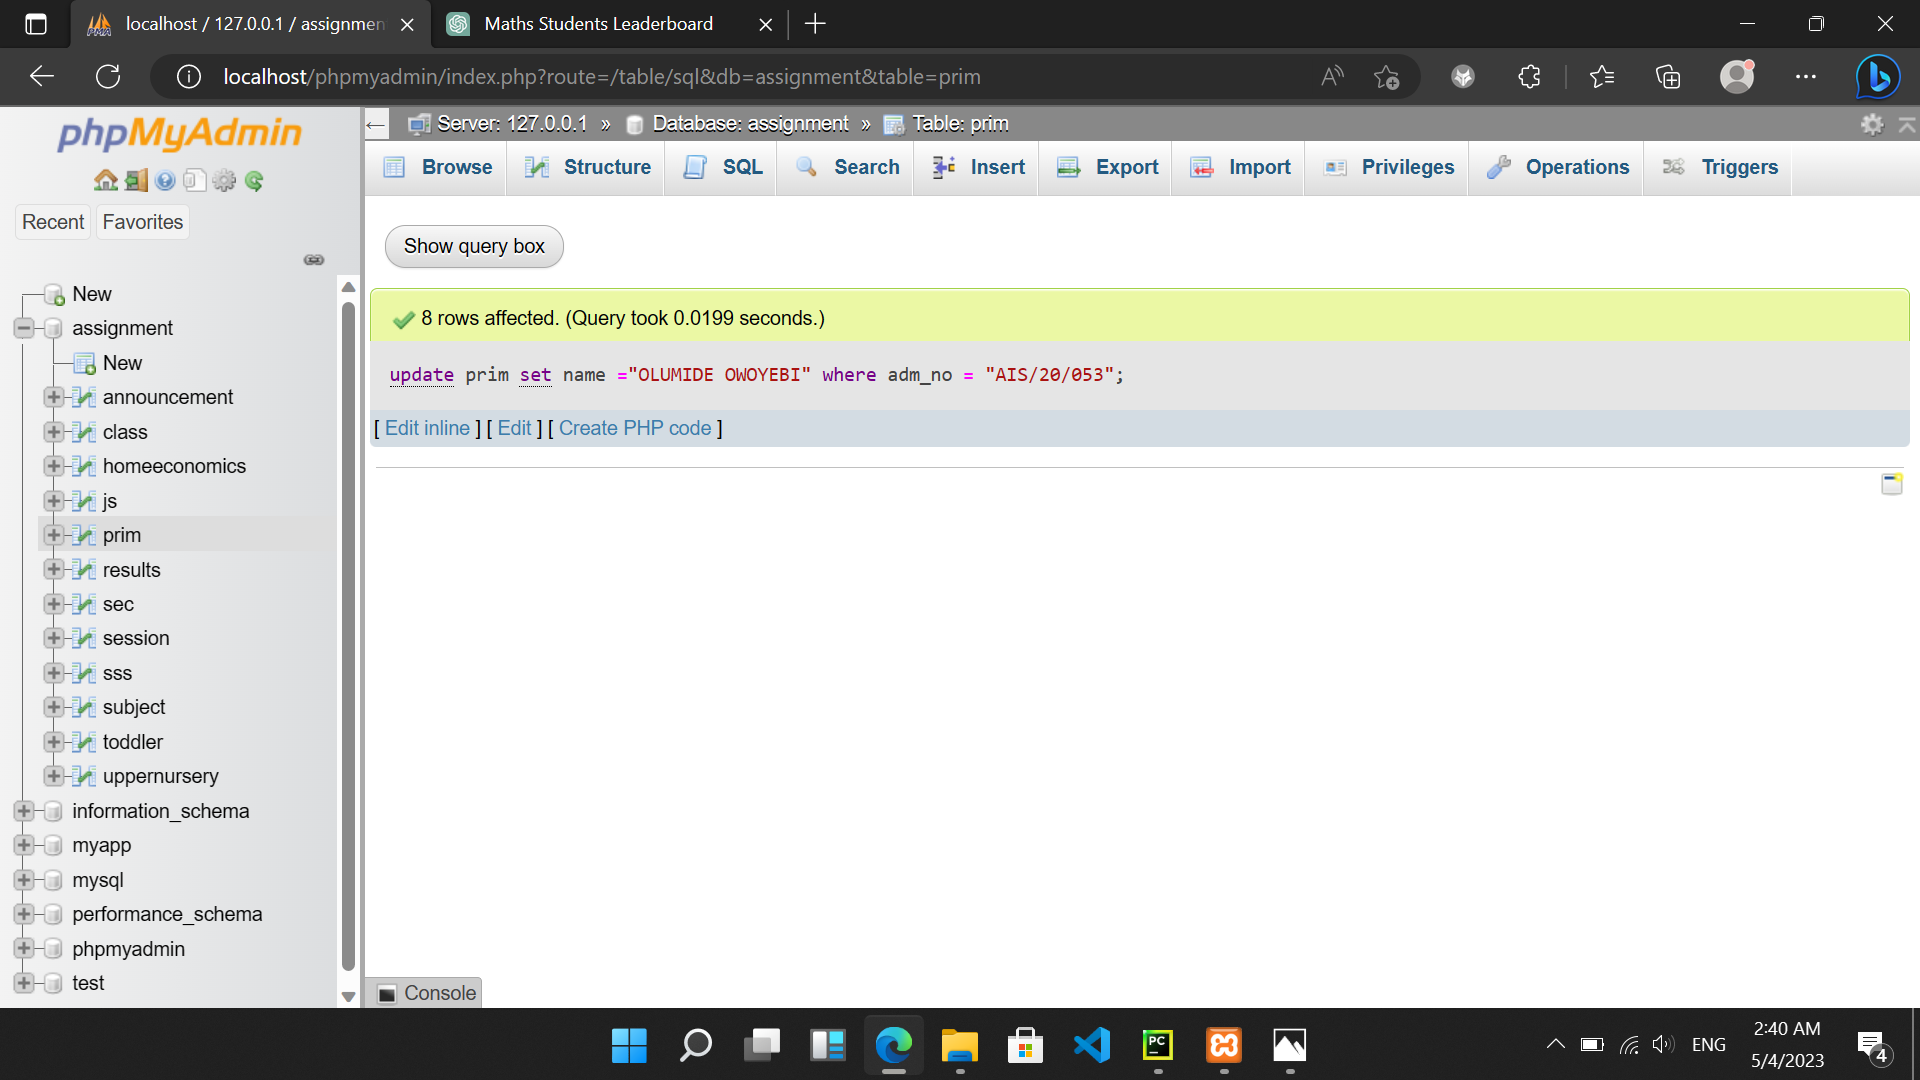 localhost / 127.0.0.1 / assignmen
Maths Students Leaderboard
localhost/phpmyadmin/index.php?route=/table/sql&db=assignment&table=prim
phpMyAdmin
Recent
Favorites
New
assignment
New
announcement
class
homeeconomics
js
prim
results
sec
session
sss
subject
toddler
uppernursery
information_schema
myapp
mysql
performance_schema
phpmyadmin
test
Server: 127.0.0.1 » Database: assignment » Table: prim
Browse
Structure
SQL
Search
Insert
Export
Import
Privileges
Operations
Triggers
Show query box
8 rows affected. (Query took 0.0199 seconds.)
update prim set name ="OLUMIDE OWOYEBI" where adm_no = "AIS/20/053";
[ Edit inline ] [ Edit ] [ Create PHP code ]
Console
PC
ENG
2:40 AM
5/4/2023
4